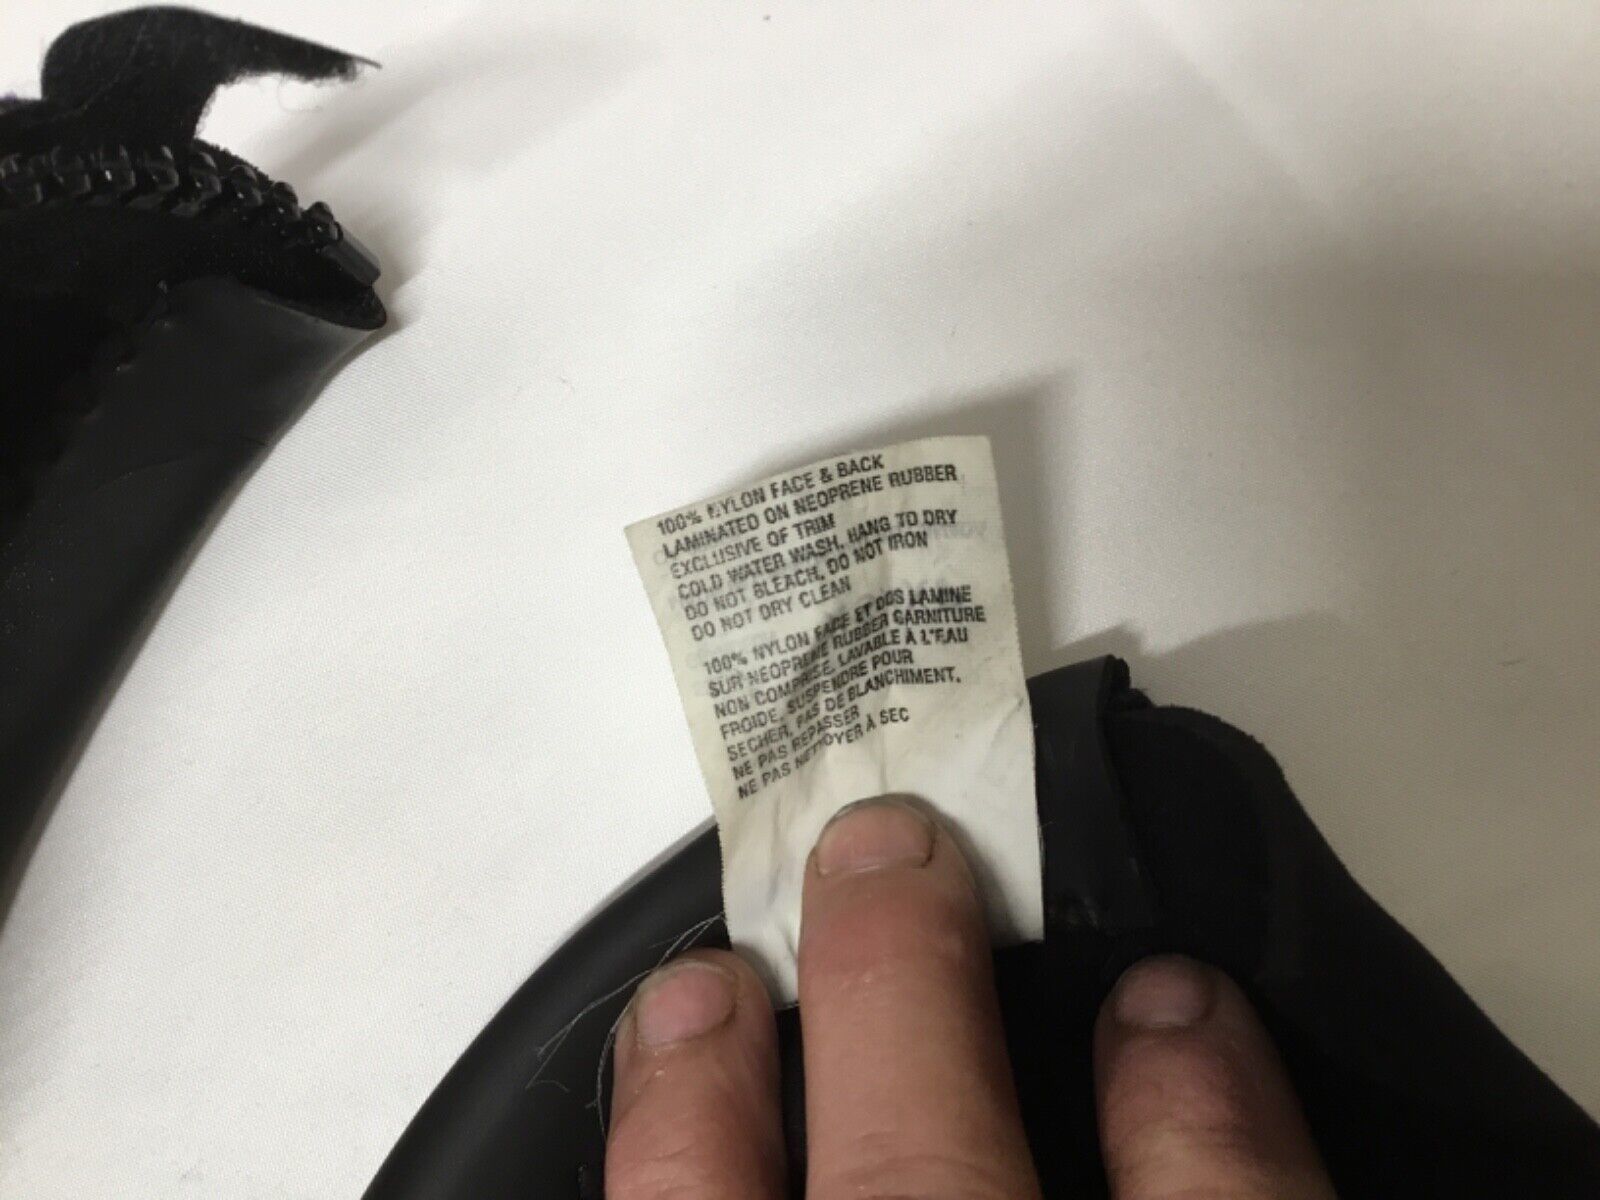 100% NYLON FACE & BACK
LAMINATED ON NEOPRENE RUBBER
EXCLUSIVE OF TRIM
COLD WATER WASH, HANG TO DRY
DO NOT BLEACH, DO NOT IRON
DO NOT DRY CLEAN
100% NYLON FACE ET DOS LAMINE
SUR NEOPRENE RUBBER GARNITURE
NON COMPRISE, LAVABLE À L'EAU
FROIDE, SUSPENDRE POUR
SECHER, PAS DE BLANCHIMENT.
NE PAS REPASSER
NE PAS NETTOYER À SEC